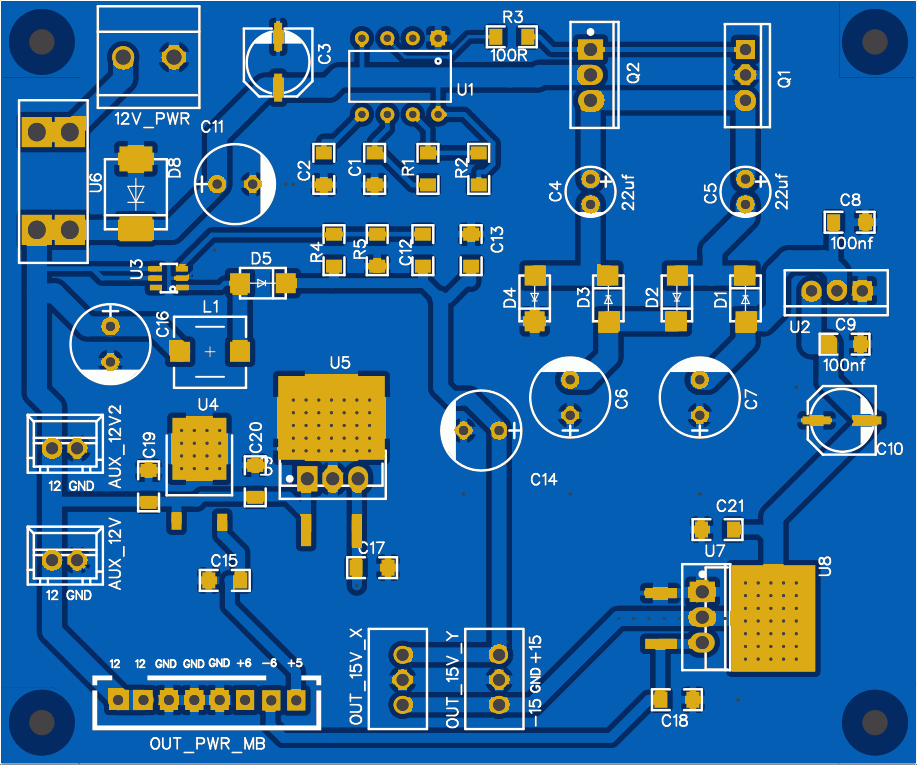 R3
100R
C3
12V_PWR
C11
U6
D8
U1
Q2
Q1
C2
C1
R1
R2
C4
22uf
C5
22uf
C8
100nf
U3
D5
R4
R5
C12
C13
D4
D3
D2
D1
U2
C9
100nf
C16
L1
U5
C6
C7
C10
U4
AUX_12V2
12 GND
C19
C20
C14
AUX_12V
12 GND
C15
C17
C21
U7
U8
OUT_15V_X
OUT_15V_Y
-15 GND +15
12 12 GND GND GND +6 -6 +5
C18
OUT_PWR_MB